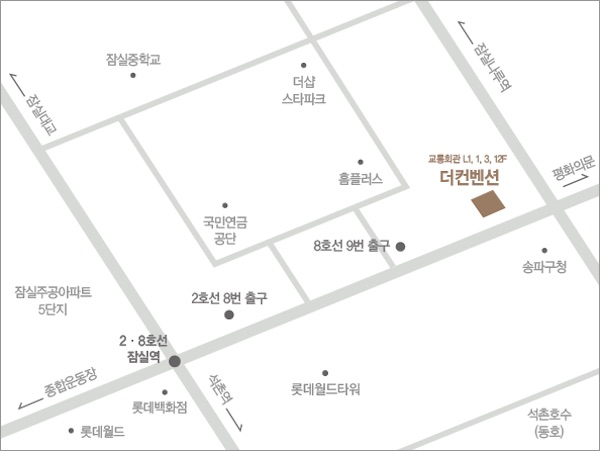 잠실중학교
더샵
스타파크
잠실나루역
잠실대교
교통회관 L1, 1, 3, 12F
더컨벤션
평화의문
홈플러스
국민연금
공단
8호선 9번 출구
송파구청
잠실주공아파트
5단지
2호선 8번 출구
2 · 8호선
잠실역
종합운동장
석촌역
롯데백화점
롯데월드타워
롯데월드
석촌호수
(동호)